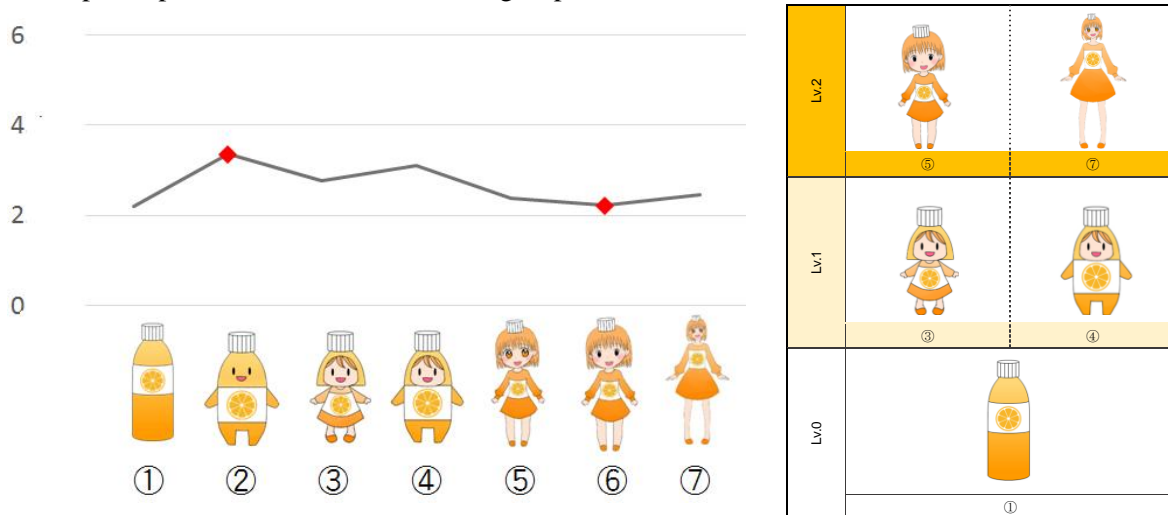 6
4
2
0
① ② ③ ④ ⑤ ⑥ ⑦
Lv.2
⑤ ⑦
Lv.1
③ ④
Lv.0
①